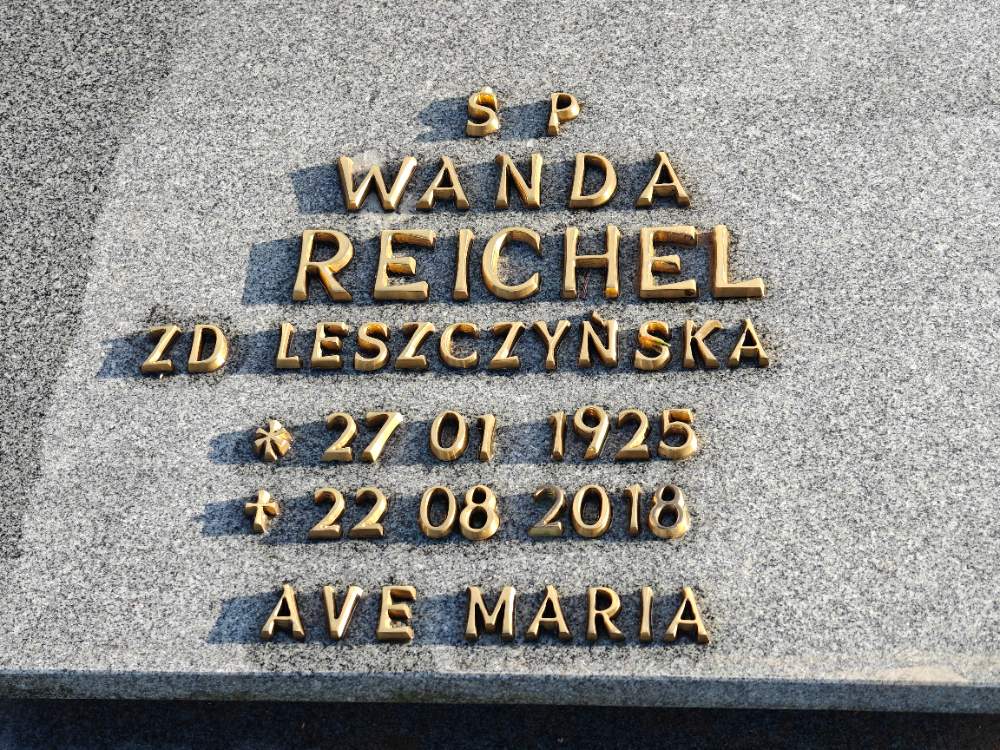 Ś P
WANDA
REICHEL
ZD LESZCZYŃSKA
* 27 01 1925
† 22 08 2018
AVE MARIA